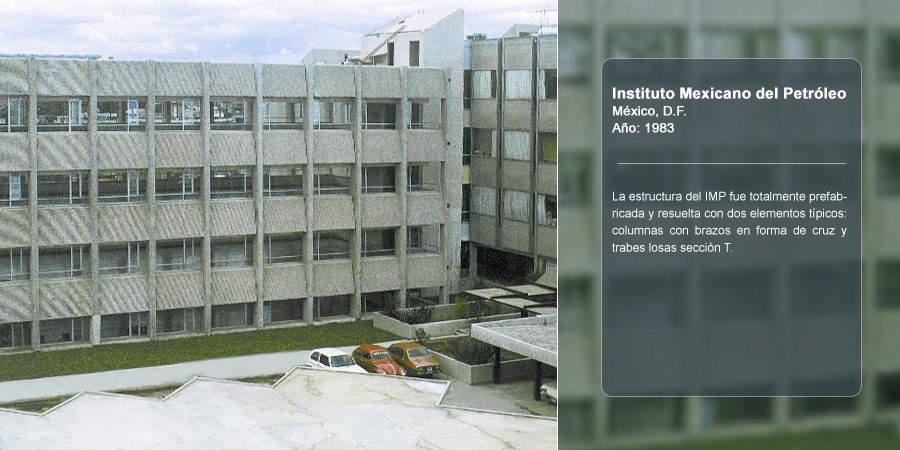 Instituto Mexicano del Petróleo
México, D.F.
Año: 1983
La estructura del IMP fue totalmente prefab-
ricada y resuelta con dos elementos típicos:
columnas con brazos en forma de cruz y
trabes losas sección T.